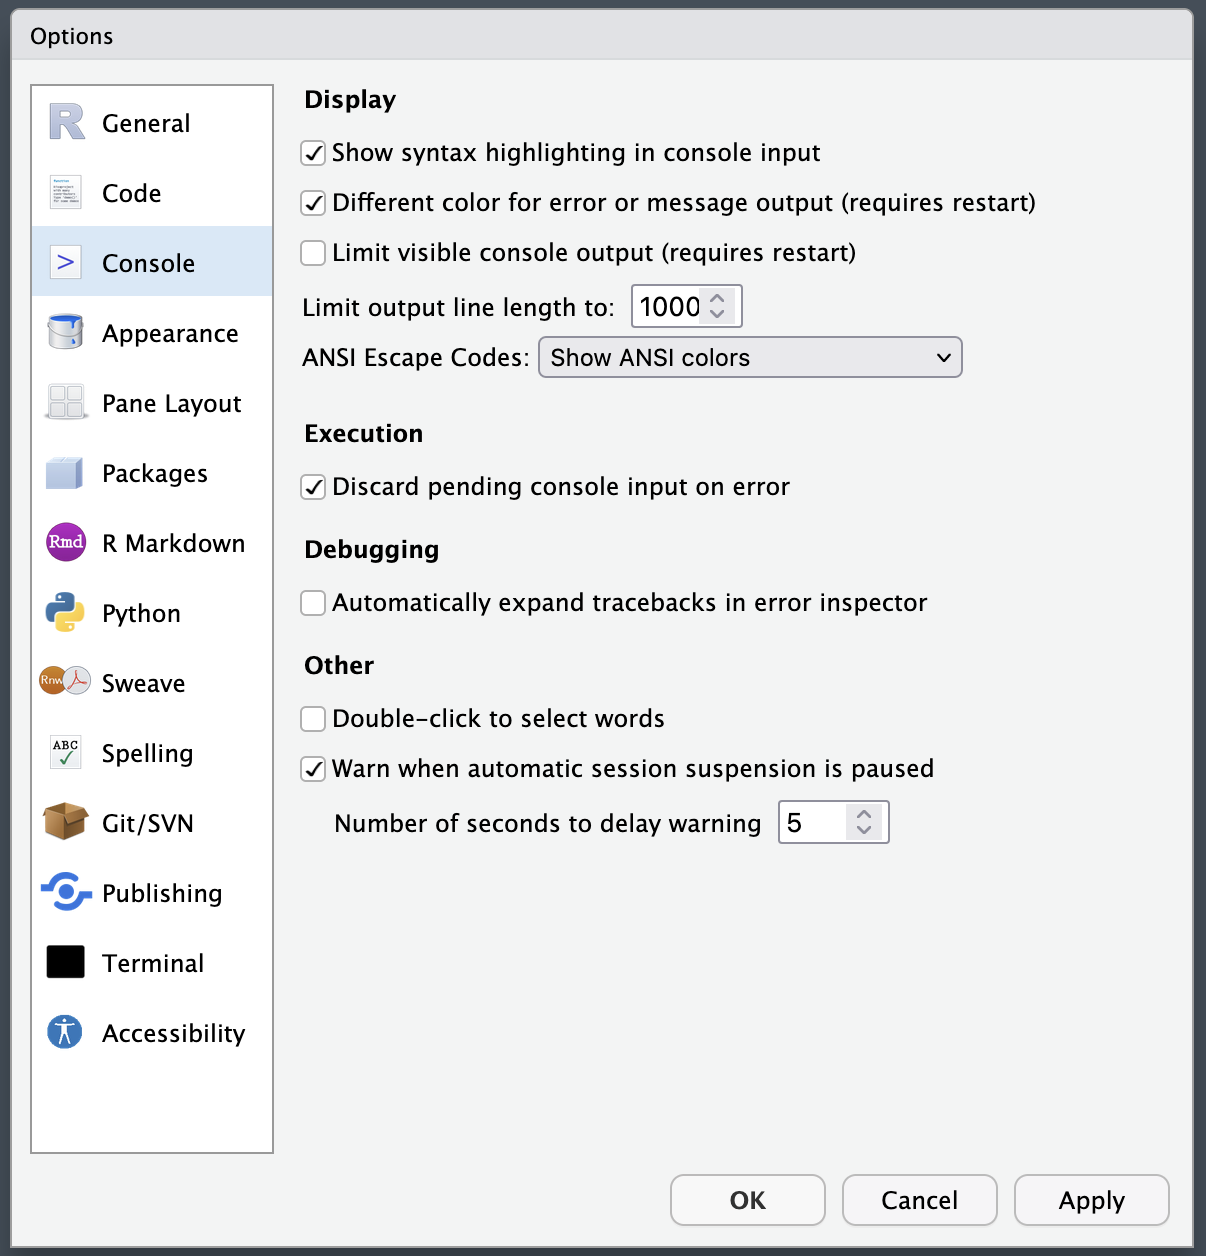 Options
General
Code
Console
Appearance
Pane Layout
Packages
Rmd R Markdown
Python
Rnw Sweave
ABC Spelling
Git/SVN
Publishing
Terminal
Accessibility
Display
Show syntax highlighting in console input
Different color for error or message output (requires restart)
Limit visible console output (requires restart)
Limit output line length to: 1000
ANSI Escape Codes: Show ANSI colors
Execution
Discard pending console input on error
Debugging
Automatically expand tracebacks in error inspector
Other
Double-click to select words
Warn when automatic session suspension is paused
Number of seconds to delay warning 5
OK Cancel Apply